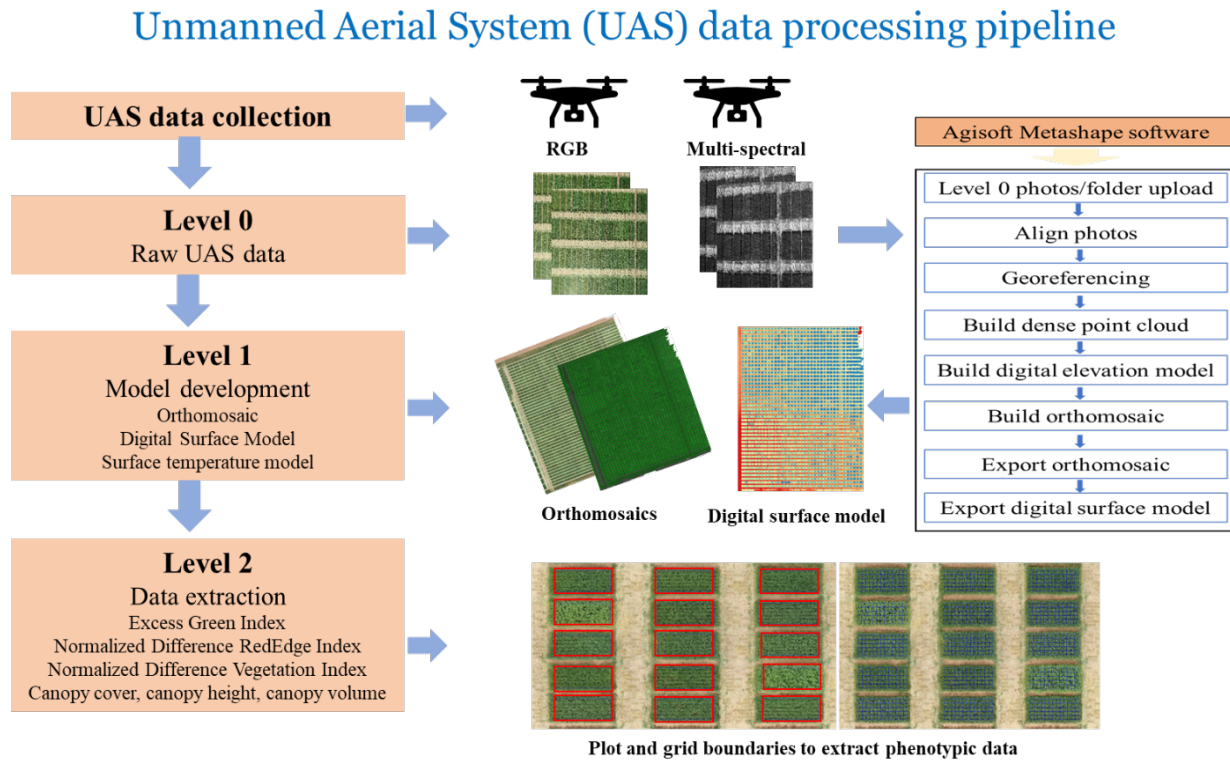 Unmanned Aerial System (UAS) data processing pipeline
UAS data collection
RGB
Multi-spectral
Level 0
Raw UAS data
Level 1
Model development
Orthomosaic
Digital Surface Model
Surface temperature model
Orthomosaics
Digital surface model
Agisoft Metashape software
Level 0 photos/folder upload
Align photos
Georeferencing
Build dense point cloud
Build digital elevation model
Build orthomosaic
Export orthomosaic
Export digital surface model
Level 2
Data extraction
Excess Green Index
Normalized Difference RedEdge Index
Normalized Difference Vegetation Index
Canopy cover, canopy height, canopy volume
Plot and grid boundaries to extract phenotypic data